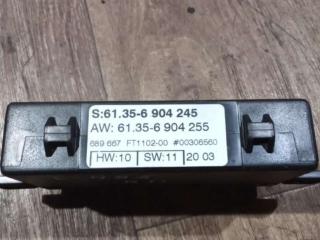 S:61.35-6 904 245
AW: 61.35-6 904 255
689 667 FT1102-00 #00306560
HW:10 SW:11 20 03